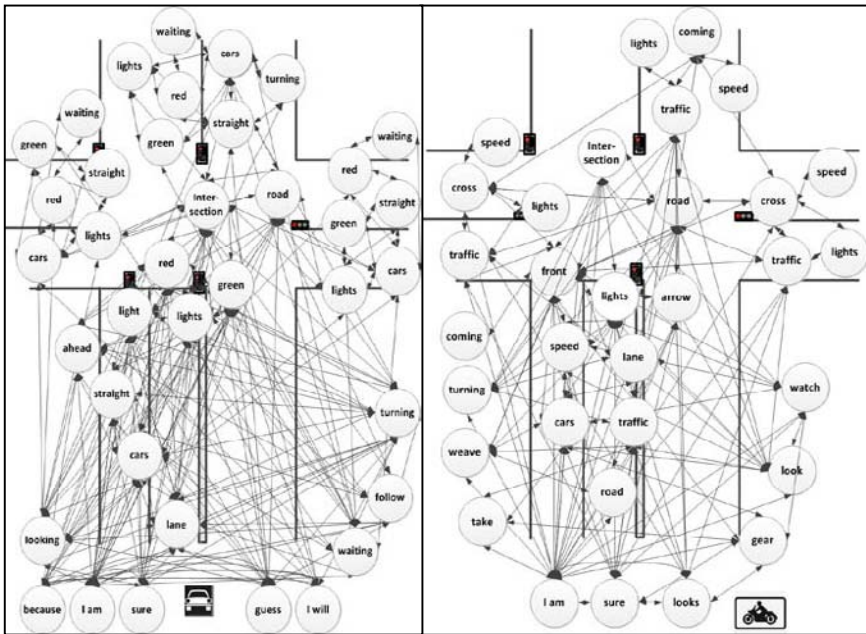 waiting
cars
lights
turning
red
waiting
straight
green
green
waiting
straight
red
red
road
straight
Inter-
section
green
lights
cars
cars
red
green
lights
light
lights
ahead
straight
turning
cars
follow
lane
looking
waiting
because
I am
sure
guess
I will
coming
lights
speed
traffic
speed
Inter-
section
speed
cross
road
cross
lights
traffic
lights
traffic
front
lights
arrow
coming
speed
lane
turning
watch
cars
traffic
weave
look
road
take
gear
I am
sure
looks